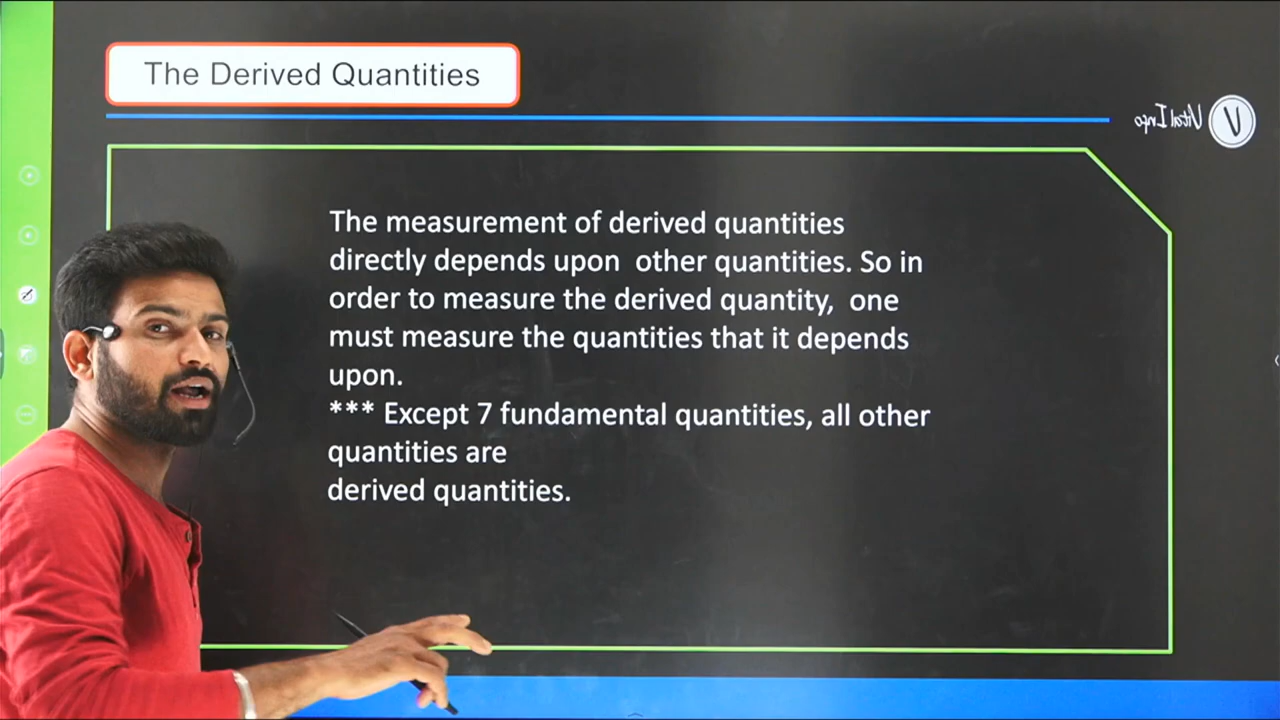 The Derived Quantities
Vital Info
V
The measurement of derived quantities
directly depends upon other quantities. So in
order to measure the derived quantity, one
must measure the quantities that it depends
upon.
*** Except 7 fundamental quantities, all other
quantities are
derived quantities.